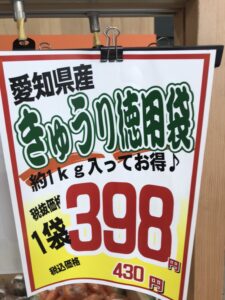 愛知県産
きゅうり徳用袋
約1kg入ってお得♪
税抜価格
1袋398円
税込価格 430円